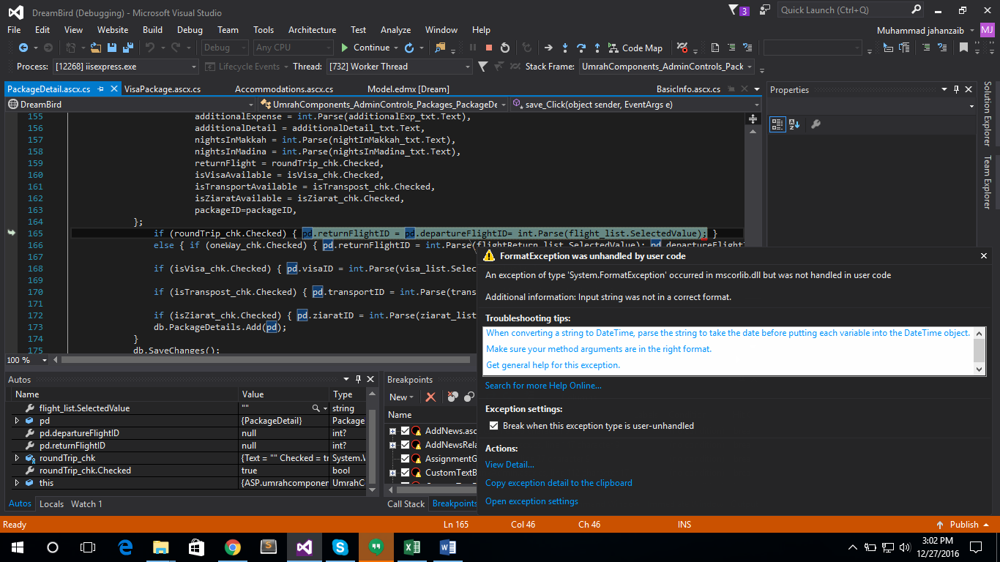 DreamBird (Debugging) - Microsoft Visual Studio
3
Quick Launch (Ctrl+Q)
File Edit View Website Build Debug Team Tools Architecture Test Analyze Window Help
Muhammad jahanzaib MJ
Debug Any CPU Continue Code Map
Process: [12268] iisexpress.exe Lifecycle Events Thread: [732] Worker Thread Stack Frame: UmrahComponents_AdminControls_Pack
PackageDetail.ascx.cs VisaPackage.ascx.cs Accommodations.ascx.cs Model.edmx [Dream] BasicInfo.ascx.cs
DreamBird UmrahComponents_AdminControls_Packages_PackageDe save_Click(object sender, EventArgs e)
Properties
Solution Explorer
Team Explorer
155 additionalExpense = int.Parse(additionalExp_txt.Text),
156 additionalDetail = additionalDetail_txt.Text,
157 nightsInMakkah = int.Parse(nightInMakkah_txt.Text),
158 nightsInMadina = int.Parse(nightInMadina_txt.Text),
159 returnFlight = roundTrip_chk.Checked,
160 isVisaAvailable = isVisa_chk.Checked,
161 isTransportAvailable = isTranspost_chk.Checked,
162 isZiaratAvailable = isZiarat_chk.Checked,
163 packageID=packageID,
164 };
165 if (roundTrip_chk.Checked) { pd.returnFlightID = pd.departureFlightID= int.Parse(flight_list.SelectedValue); }
166 else { if (oneWay_chk.Checked) { pd.returnFlightID = int.Parse(flightReturn_list.SelectedValue); pd.departureFlightI
167
168 if (isVisa_chk.Checked) { pd.visaID = int.Parse(visa_list.Selec
169
170 if (isTranspost_chk.Checked) { pd.transportID = int.Parse(trans
171
172 if (isZiarat_chk.Checked) { pd.ziaratID = int.Parse(ziarat_list
173 db.PackageDetails.Add(pd);
174 }
175 db.SaveChanges();
100 %
FormatException was unhandled by user code
An exception of type 'System.FormatException' occurred in mscorlib.dll but was not handled in user code
Additional information: Input string was not in a correct format.
Troubleshooting tips:
When converting a string to DateTime, parse the string to take the date before putting each variable into the DateTime object.
Make sure your method arguments are in the right format.
Get general help for this exception.
Search for more Help Online...
Exception settings:
Break when this exception type is user-unhandled
Actions:
View Detail...
Copy exception detail to the clipboard
Open exception settings
Autos
Name Value Type
flight_list.SelectedValue "" string
pd {PackageDetail} Package
pd.departureFlightID null int?
pd.returnFlightID null int?
roundTrip_chk {Text = "" Checked = tr System.W
roundTrip_chk.Checked true bool
this {ASP.umrahcomponen UmrahCo
Autos Locals Watch 1
Breakpoints
New
Name
AddNews.asc
AddNewsRela
AssignmentG
CustomTextB
Call Stack Breakpoints
Ready Ln 165 Col 46 Ch 46 INS Publish
3:02 PM
12/27/2016